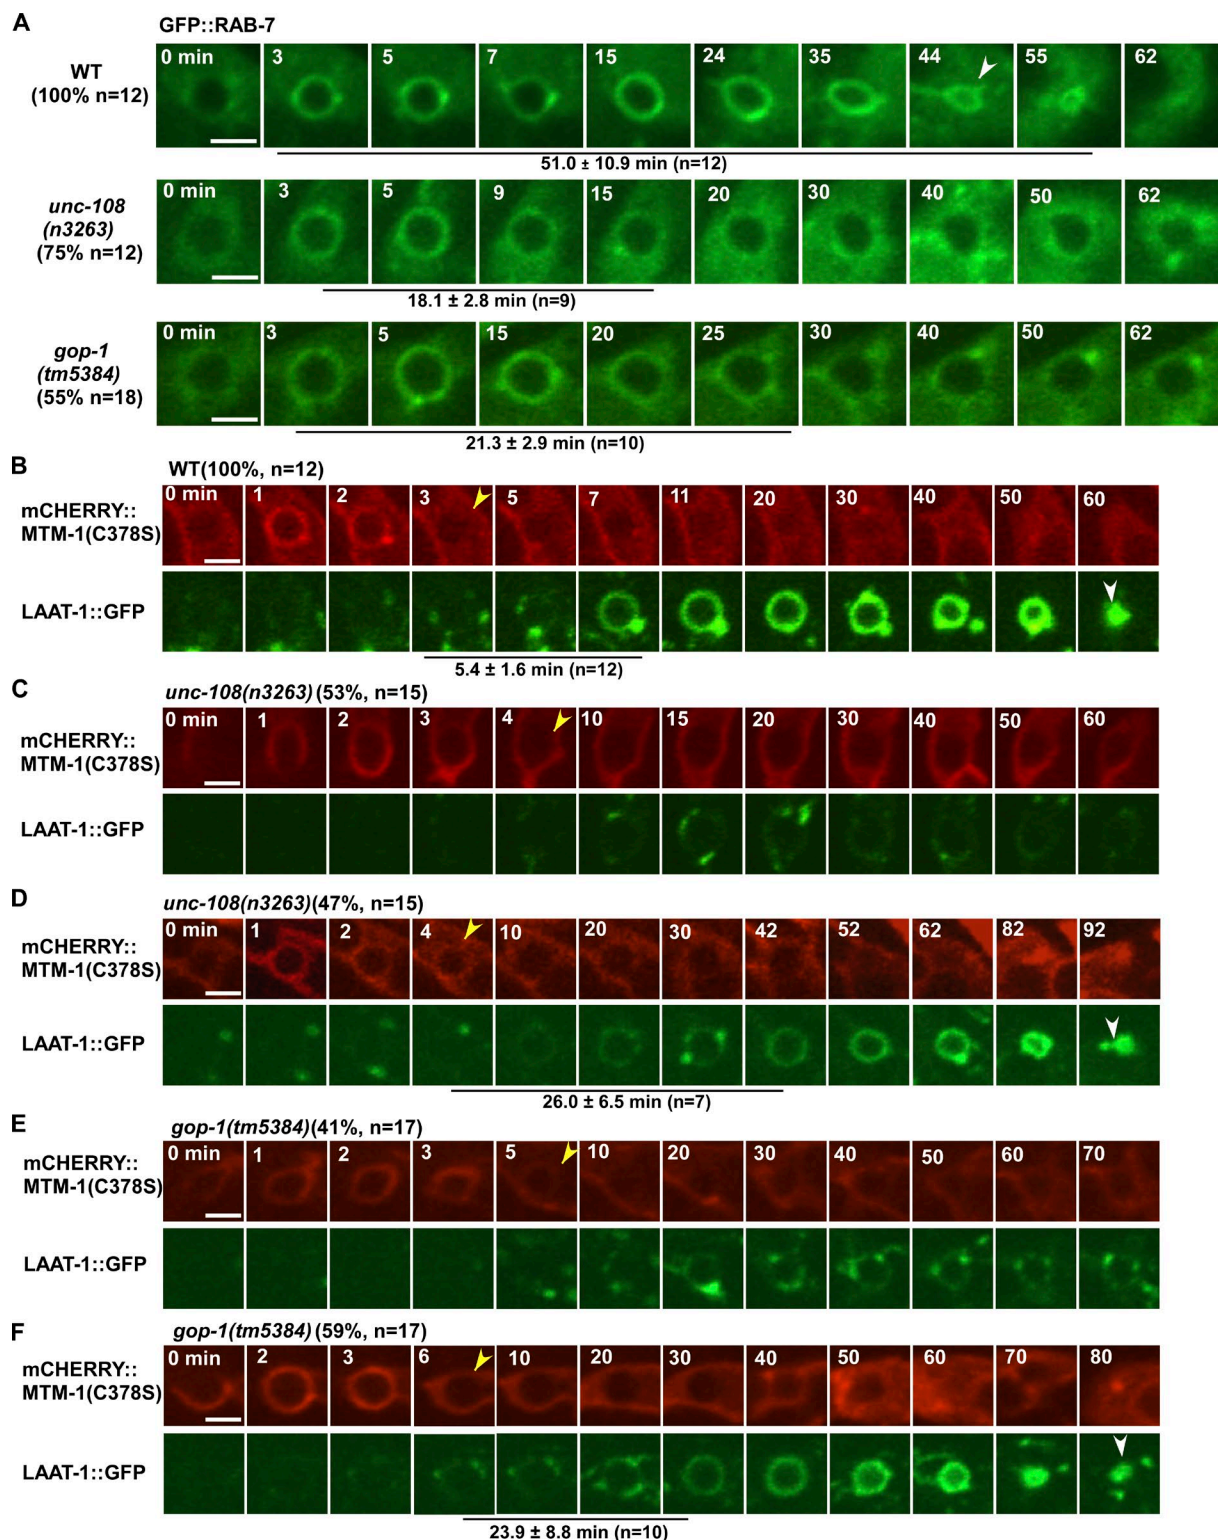 A
GFP::RAB-7
WT
(100% n=12)
0 min 3 5 7 15 24 35 44 55 62
51.0 ± 10.9 min (n=12)
unc-108
(n3263)
(75% n=12)
0 min 3 5 9 15 20 30 40 50 62
18.1 ± 2.8 min (n=9)
gop-1
(tm5384)
(55% n=18)
0 min 3 5 15 20 25 30 40 50 62
21.3 ± 2.9 min (n=10)
B
WT(100%, n=12)
mCHERRY::
MTM-1(C378S)
0 min 1 2 3 5 7 11 20 30 40 50 60
LAAT-1::GFP
5.4 ± 1.6 min (n=12)
C
unc-108(n3263)(53%, n=15)
mCHERRY::
MTM-1(C378S)
0 min 1 2 3 4 10 15 20 30 40 50 60
LAAT-1::GFP
D
unc-108(n3263)(47%, n=15)
mCHERRY::
MTM-1(C378S)
0 min 1 2 4 10 20 30 42 52 62 82 92
LAAT-1::GFP
26.0 ± 6.5 min (n=7)
E
gop-1(tm5384)(41%, n=17)
mCHERRY::
MTM-1(C378S)
0 min 1 2 3 5 10 20 30 40 50 60 70
LAAT-1::GFP
F
gop-1(tm5384)(59%, n=17)
mCHERRY::
MTM-1(C378S)
0 min 2 3 6 10 20 30 40 50 60 70 80
LAAT-1::GFP
23.9 ± 8.8 min (n=10)